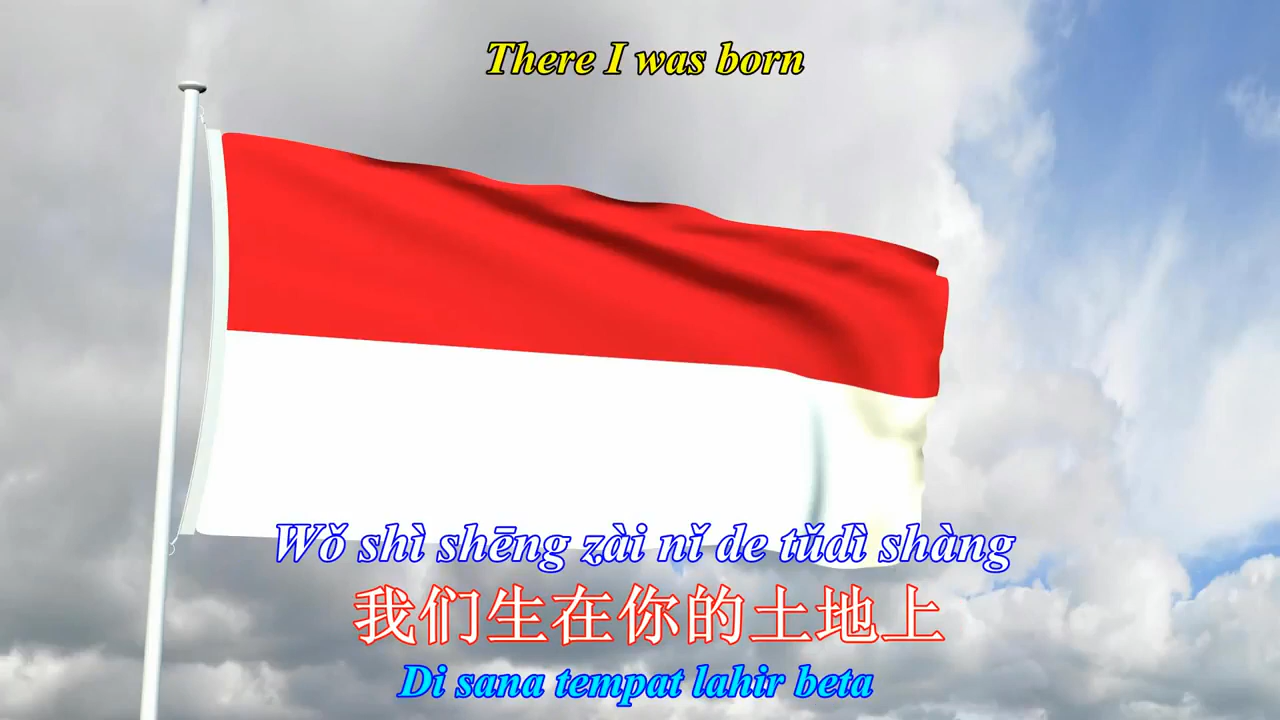 There I was born
Wǒ shì shēng zài nǐ de tǔdì shàng
我们生在你的土地上
Di sana tempat lahir beta